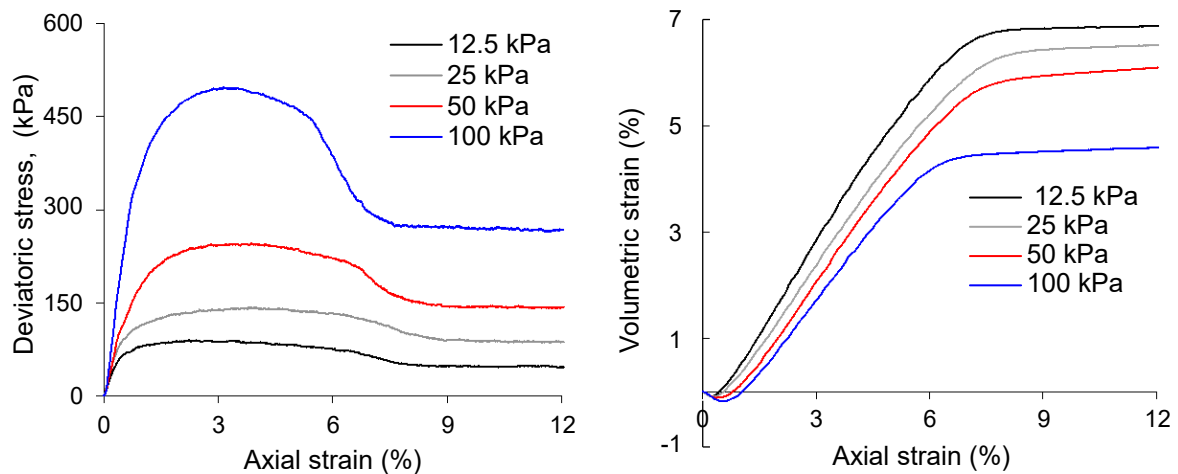 600
450
300
150
0
0 3 6 9 12
Deviatoric stress, (kPa)
Axial strain (%)
12.5 kPa
25 kPa
50 kPa
100 kPa
7
5
3
1
-1
0 3 6 9 12
Volumetric strain (%)
Axial strain (%)
12.5 kPa
25 kPa
50 kPa
100 kPa